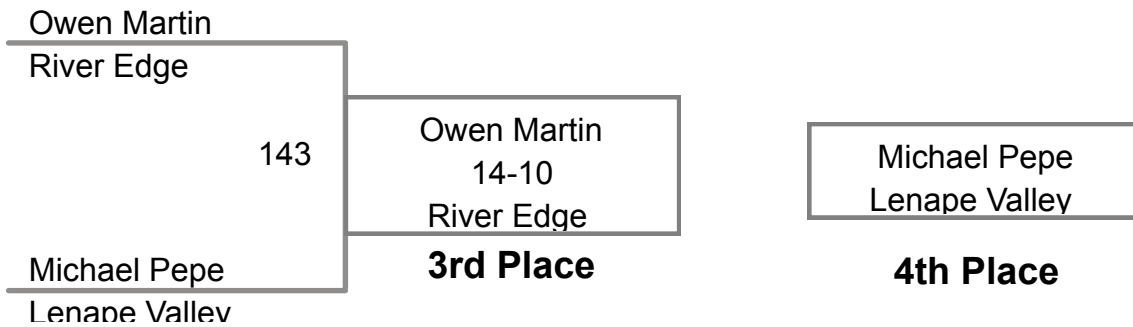 Owen Martin
River Edge
143
Michael Pepe
Lenape Valley
Owen Martin
14-10
River Edge
3rd Place
Michael Pepe
Lenape Valley
4th Place